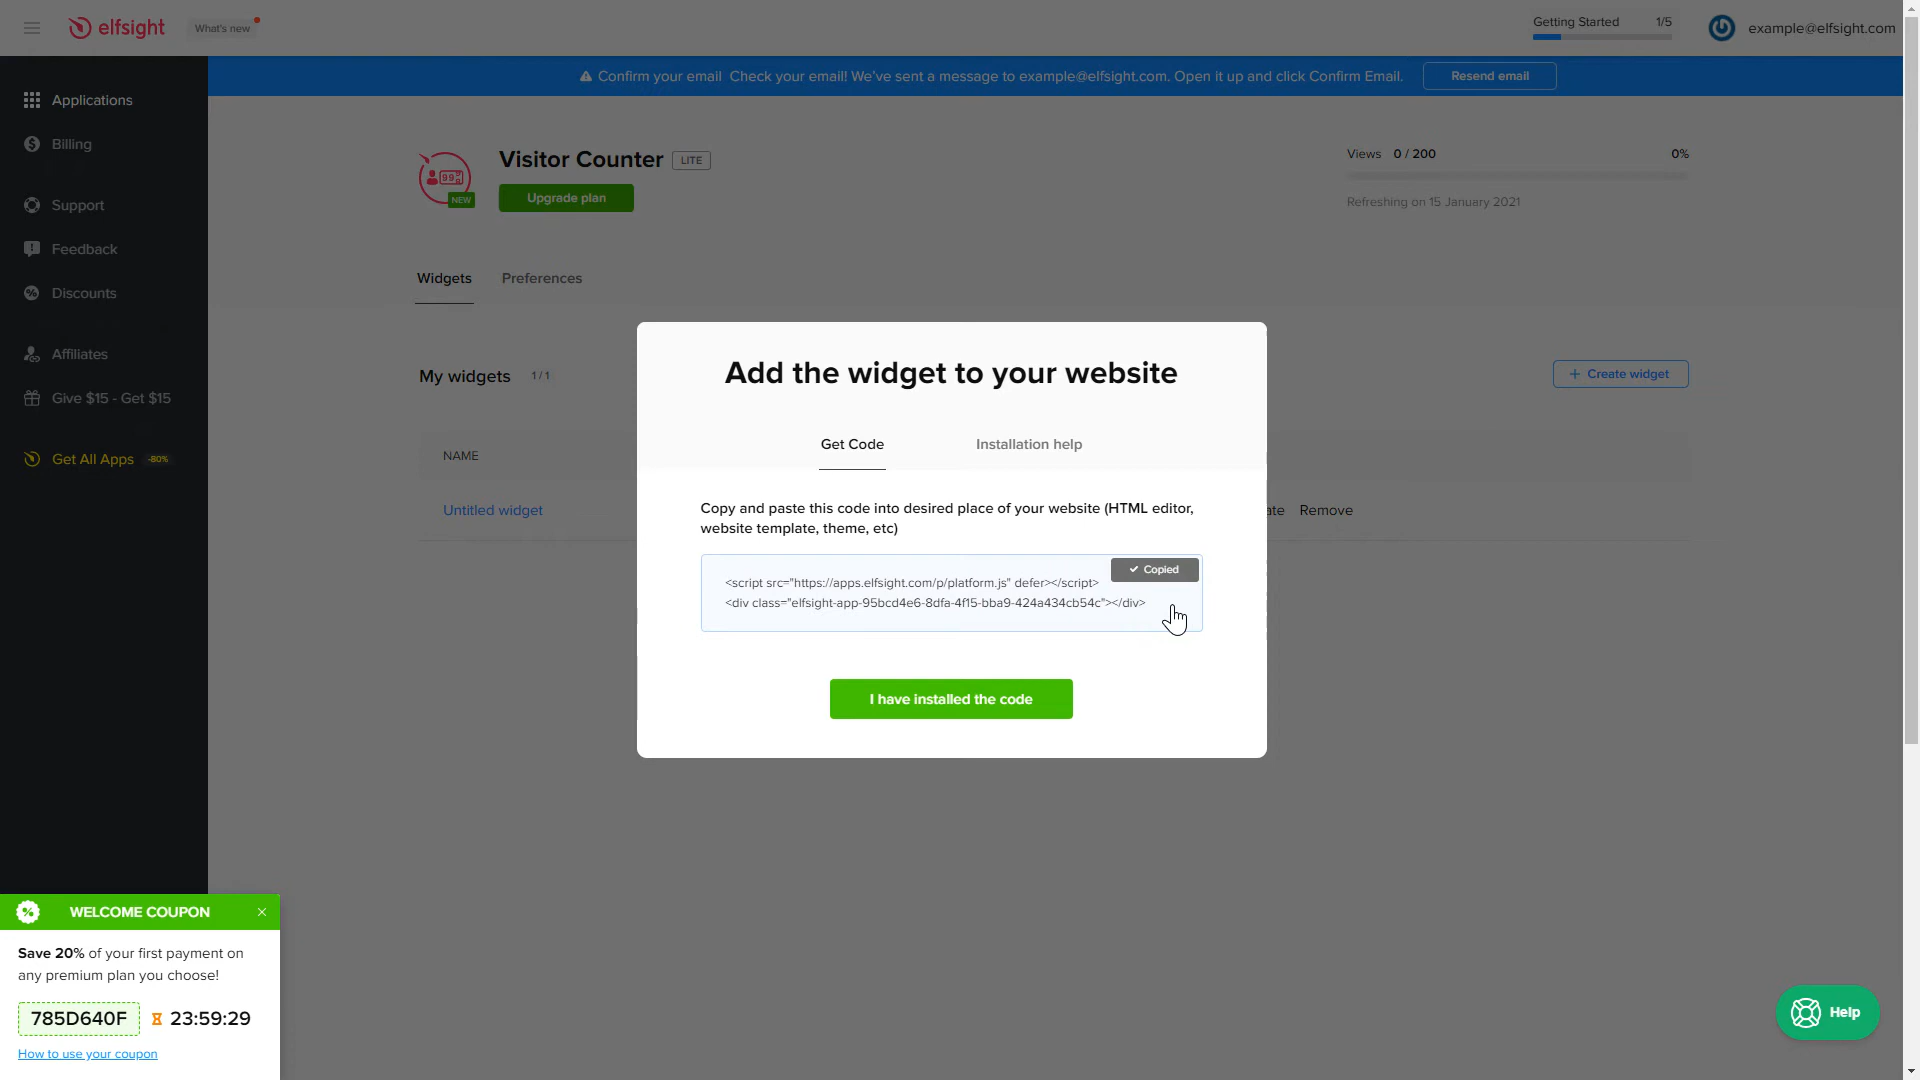 elfsight
What's new
Getting Started 1/5
example@elfsight.com
Confirm your email Check your email! We've sent a message to example@elfsight.com. Open it up and click Confirm Email.
Resend email
Applications
Billing
Support
Feedback
Discounts
Affiliates
Give $15 - Get $15
Get All Apps -80%
99
NEW
Visitor Counter LITE
Upgrade plan
Views 0 / 200 0%
Refreshing on 15 January 2021
Widgets Preferences
My widgets 1 / 1
+ Create widget
NAME
Untitled widget
ate Remove
Add the widget to your website
Get Code Installation help
Copy and paste this code into desired place of your website (HTML editor,
website template, theme, etc)
Copied
<script src="https://apps.elfsight.com/p/platform.js" defer></script>
<div class="elfsight-app-95bcd4e6-8dfa-4f15-bba9-424a434cb54c"></div>
I have installed the code
WELCOME COUPON
Save 20% of your first payment on
any premium plan you choose!
785D640F 23:59:29
How to use your coupon
Help